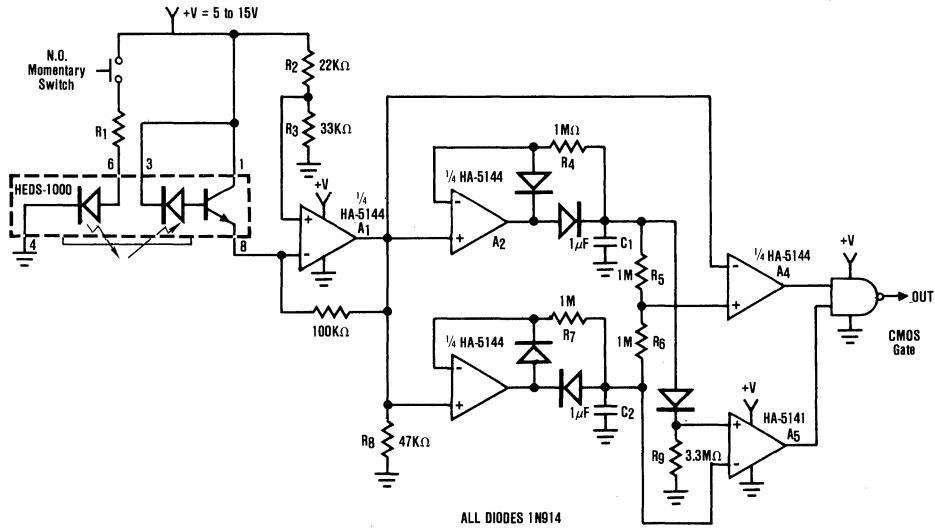 +V = 5 to 15V
N.O.
Momentary
Switch
R1
R2
22KΩ
R3
33KΩ
6
3
1
HEDS-1000
4
8
+V
1/4
HA-5144
A1
+
-
100KΩ
R8
47KΩ
1MΩ
R4
1/4 HA-5144
-
+
A2
1µF
C1
1M
R5
1M
R6
1M
R7
1/4 HA-5144
-
+
1µF
C2
1/4 HA-5144
A4
-
+
+V
OUT
CMOS
Gate
+V
HA-5141
A5
+
-
R9
3.3MΩ
ALL DIODES 1N914